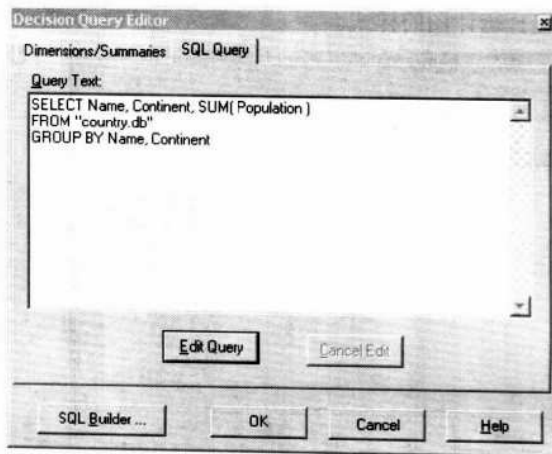 Decision Query Editor
Dimensions/Summaries SQL Query
Query Text:
SELECT Name, Continent, SUM( Population )
FROM "country.db"
GROUP BY Name, Continent
Edit Query Cancel Edit
SQL Builder ... OK Cancel Help